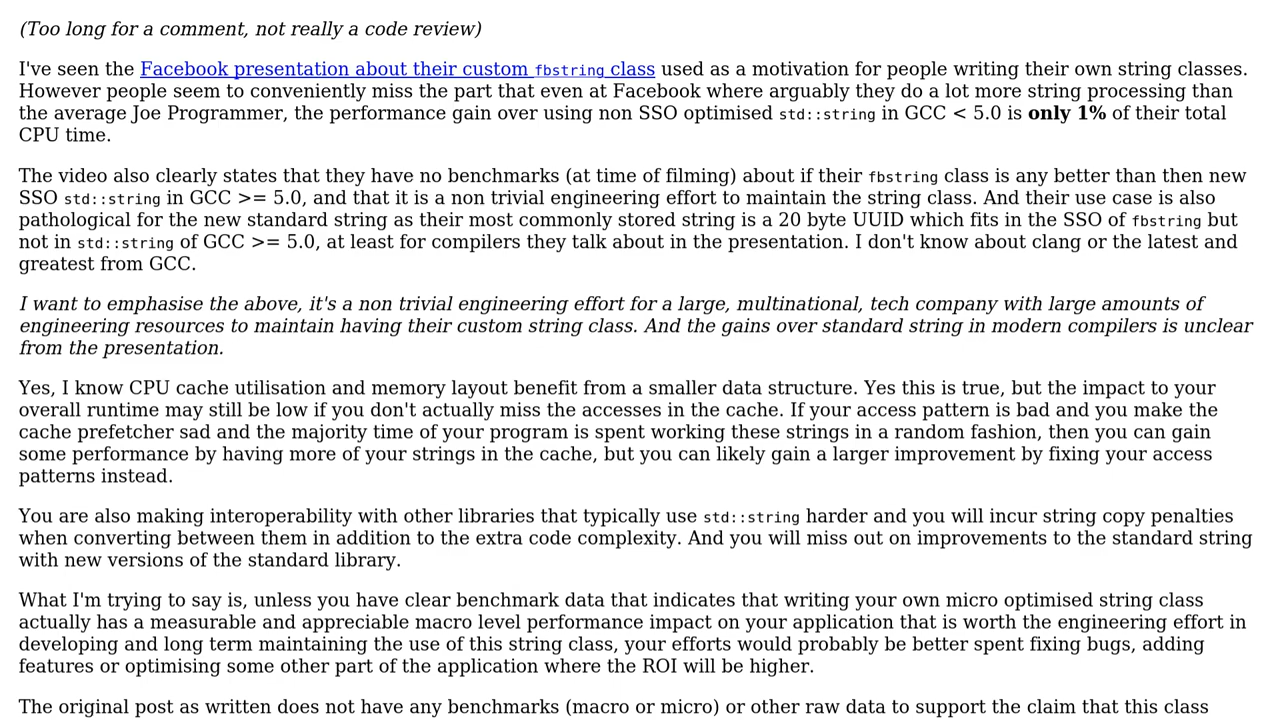 (Too long for a comment, not really a code review)
I've seen the Facebook presentation about their custom fbstring class used as a motivation for people writing their own string classes.
However people seem to conveniently miss the part that even at Facebook where arguably they do a lot more string processing than
the average Joe Programmer, the performance gain over using non SSO optimised std::string in GCC < 5.0 is only 1% of their total
CPU time.
The video also clearly states that they have no benchmarks (at time of filming) about if their fbstring class is any better than then new
SSO std::string in GCC >= 5.0, and that it is a non trivial engineering effort to maintain the string class. And their use case is also
pathological for the new standard string as their most commonly stored string is a 20 byte UUID which fits in the SSO of fbstring but
not in std::string of GCC >= 5.0, at least for compilers they talk about in the presentation. I don't know about clang or the latest and
greatest from GCC.
I want to emphasise the above, it's a non trivial engineering effort for a large, multinational, tech company with large amounts of
engineering resources to maintain having their custom string class. And the gains over standard string in modern compilers is unclear
from the presentation.
Yes, I know CPU cache utilisation and memory layout benefit from a smaller data structure. Yes this is true, but the impact to your
overall runtime may still be low if you don't actually miss the accesses in the cache. If your access pattern is bad and you make the
cache prefetcher sad and the majority time of your program is spent working these strings in a random fashion, then you can gain
some performance by having more of your strings in the cache, but you can likely gain a larger improvement by fixing your access
patterns instead.
You are also making interoperability with other libraries that typically use std::string harder and you will incur string copy penalties
when converting between them in addition to the extra code complexity. And you will miss out on improvements to the standard string
with new versions of the standard library.
What I'm trying to say is, unless you have clear benchmark data that indicates that writing your own micro optimised string class
actually has a measurable and appreciable macro level performance impact on your application that is worth the engineering effort in
developing and long term maintaining the use of this string class, your efforts would probably be better spent fixing bugs, adding
features or optimising some other part of the application where the ROI will be higher.
The original post as written does not have any benchmarks (macro or micro) or other raw data to support the claim that this class